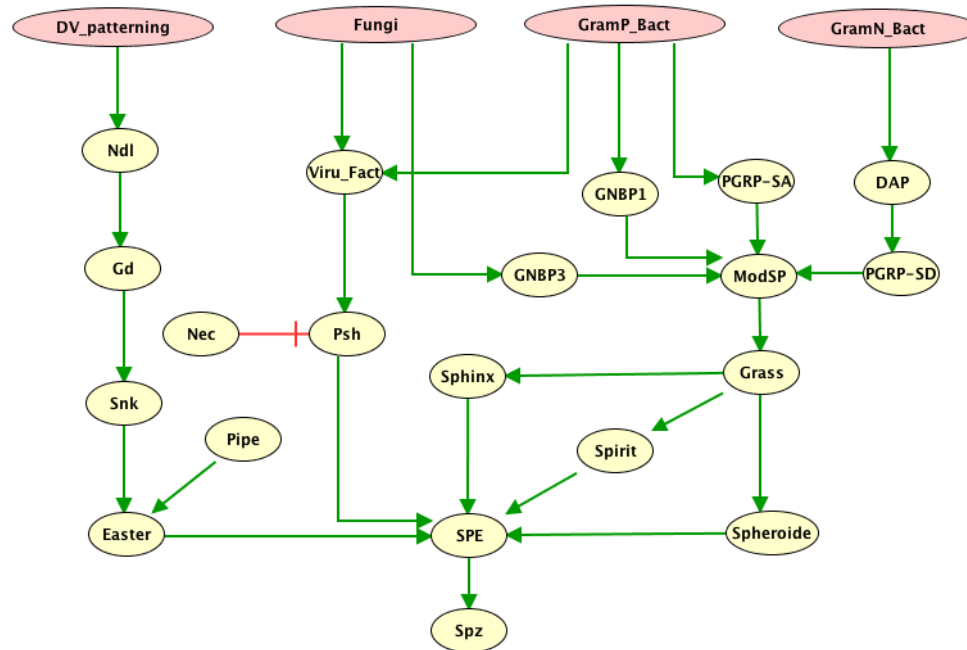 DV_patterning
Fungi
GramP_Bact
GramN_Bact
Ndl
Viru_Fact
GNBP1
PGRP-SA
DAP
Gd
GNBP3
ModSP
PGRP-SD
Nec
Psh
Sphinx
Grass
Snk
Pipe
Spirit
Easter
SPE
Spheroide
Spz